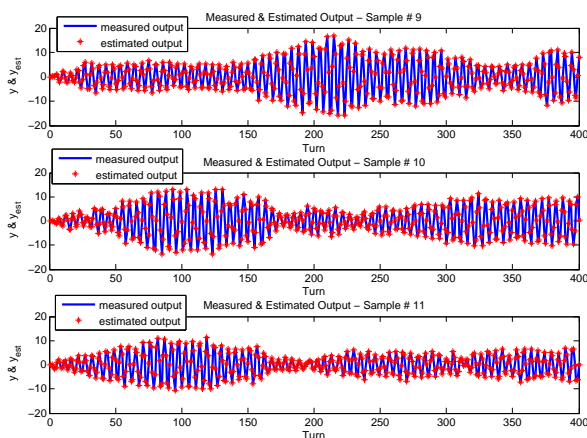 Measured & Estimated Output − Sample # 9
measured output
estimated output
y & y_est
20
10
0
−10
−20
0 50 100 150 200 250 300 350 400
Turn
Measured & Estimated Output − Sample # 10
measured output
estimated output
y & y_est
20
10
0
−10
−20
0 50 100 150 200 250 300 350 400
Turn
Measured & Estimated Output − Sample # 11
measured output
estimated output
y & y_est
20
10
0
−10
−20
0 50 100 150 200 250 300 350 400
Turn